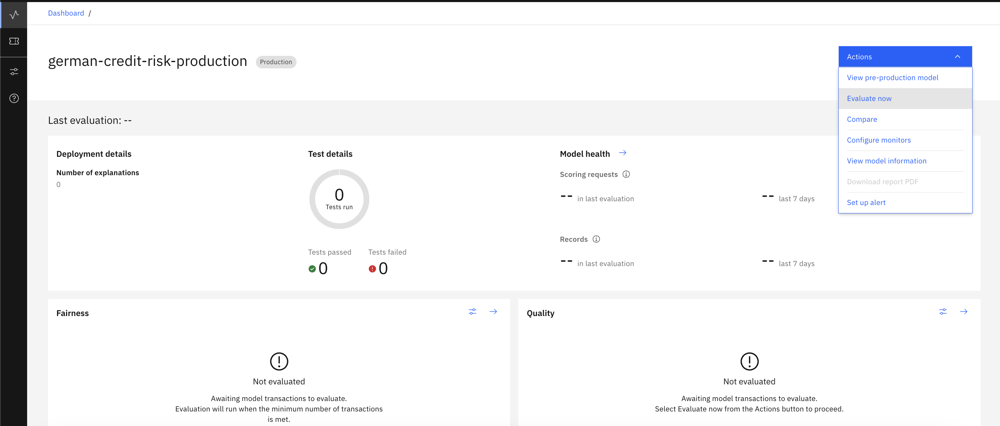 Dashboard /
german-credit-risk-production
Production
Actions
View pre-production model
Evaluate now
Compare
Configure monitors
View model information
Download report PDF
Set up alert
Last evaluation: --
Deployment details
Number of explanations
0
Test details
0
Tests run
Tests passed
0
Tests failed
0
Model health
Scoring requests
-- in last evaluation
-- last 7 days
Records
-- in last evaluation
-- last 7 days
Fairness
Not evaluated
Awaiting model transactions to evaluate.
Evaluation will run when the minimum number of transactions
is met.
Quality
Not evaluated
Awaiting model transactions to evaluate.
Select Evaluate now from the Actions button to proceed.